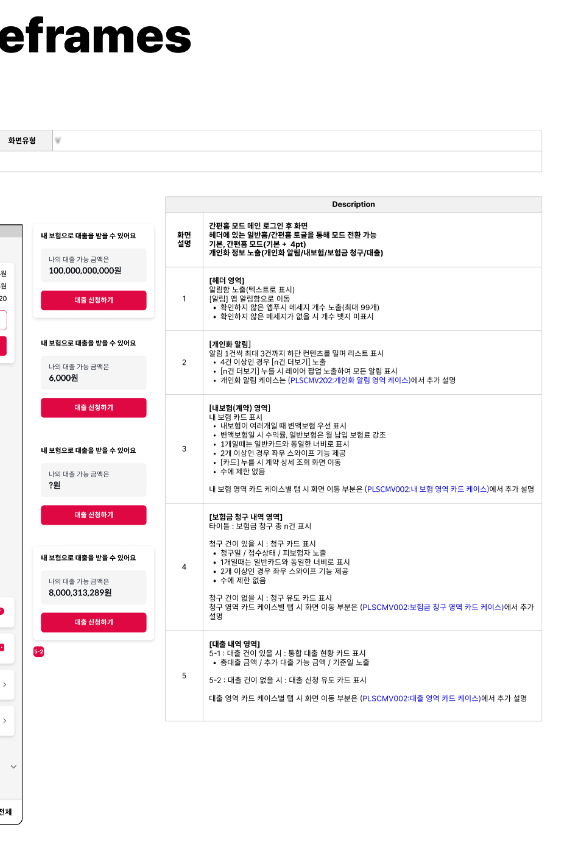 eframes
화면유형
Description
화면
설명
간편홈 모드 메인 로그인 후 화면
헤더에 있는 일반홈/간편홈 토글을 통해 모드 전환 가능
기본, 간편홈 모드(기본 + 4pt)
개인화 정보 노출(개인화 알림/내보험/보험금 청구/대출)
1
[헤더 영역]
알림함 노출(텍스트로 표시)
[알림] 앱 알림함으로 이동
• 확인하지 않은 앱푸시 메세지 개수 노출(최대 99개)
• 확인하지 않은 메세지가 없을 시 개수 뱃지 미표시
2
[개인화 알림]
알림 1건씩 최대 3건까지 하단 컨텐츠를 밀며 리스트 표시
• 4건 이상인 경우 [n건 더보기] 노출
• [n건 더보기] 누를 시 레이어 팝업 노출하여 모든 알림 표시
• 개인화 알림 케이스는 (PLSCMV202:개인화 알림 영역 케이스)에서 추가 설명
3
[내보험(계약) 영역]
내 보험 카드 표시
• 내보험이 여러개일 때 변액보험 우선 표시
• 변액보험일 시 수익률, 일반보험은 월 납입 보험료 강조
• 1개일때는 일반카드와 동일한 너비로 표시
• 2개 이상인 경우 좌우 스와이프 기능 제공
• [카드] 누를 시 계약 상세 조회 화면 이동
• 수에 제한 없음
내 보험 영역 카드 케이스별 탭 시 화면 이동 부분은 (PLSCMV002:내 보험 영역 카드 케이스)에서 추가 설명
4
[보험금 청구 내역 영역]
타이틀 : 보험금 청구 총 n건 표시
청구 건이 있을 시 : 청구 카드 표시
• 청구일 / 접수상태 / 피보험자 노출
• 1개일때는 일반카드와 동일한 너비로 표시
• 2개 이상인 경우 좌우 스와이프 기능 제공
• 수에 제한 없음
청구 건이 없을 시 : 청구 유도 카드 표시
청구 영역 카드 케이스별 탭 시 화면 이동 부분은 (PLSCMV002:보험금 청구 영역 카드 케이스)에서 추가
설명
5
[대출 내역 영역]
5-1 : 대출 건이 있을 시 : 통합 대출 현황 카드 표시
• 총대출 금액 / 추가 대출 가능 금액 / 기준일 노출
5-2 : 대출 건이 없을 시 : 대출 신청 유도 카드 표시
대출 영역 카드 케이스별 탭 시 화면 이동 부분은 (PLSCMV002:대출 영역 카드 케이스)에서 추가 설명
내 보험으로 대출을 받을 수 있어요
나의 대출 가능 금액은
100,000,000,000원
대출 신청하기
내 보험으로 대출을 받을 수 있어요
나의 대출 가능 금액은
6,000원
대출 신청하기
내 보험으로 대출을 받을 수 있어요
나의 대출 가능 금액은
?원
대출 신청하기
내 보험으로 대출을 받을 수 있어요
나의 대출 가능 금액은
8,000,313,289원
대출 신청하기
5-2
원
원
20
전체